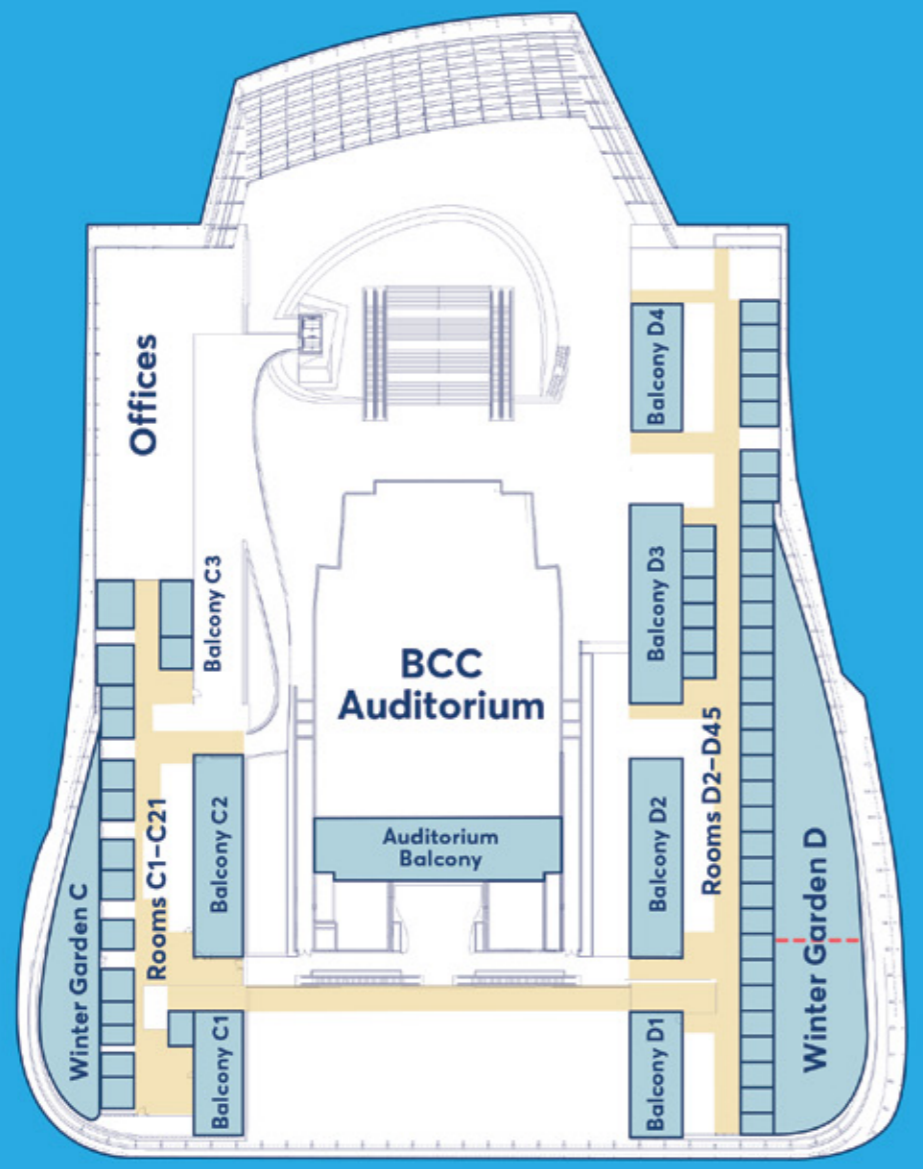 Offices
Balcony D4
Balcony C3
Balcony D3
BCC
Auditorium
Rooms D2–D45
Rooms C1–C21
Balcony C2
Auditorium
Balcony
Balcony D2
Winter Garden C
Winter Garden D
Balcony C1
Balcony D1